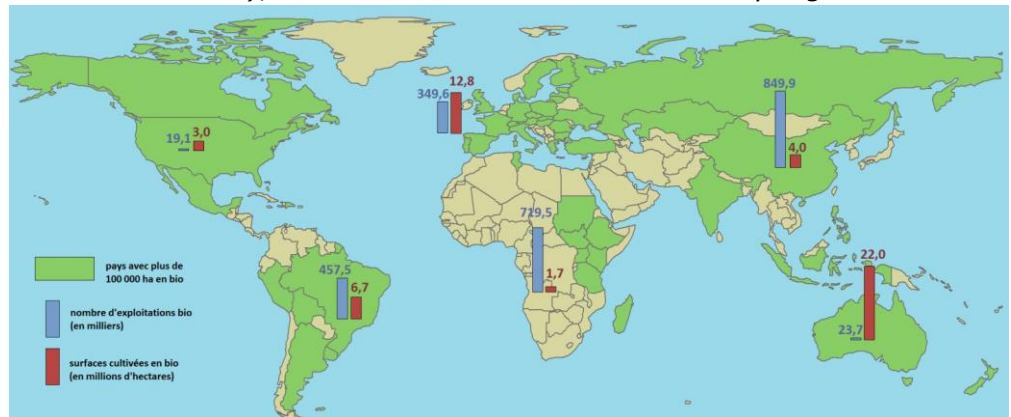 12,8
349,6
849,9
19,1
3,0
4,0
719,5
1,7
22,0
457,5
6,7
23,7
pays avec plus de
100 000 ha en bio
nombre d'exploitations bio
(en milliers)
surfaces cultivées en bio
(en millions d'hectares)